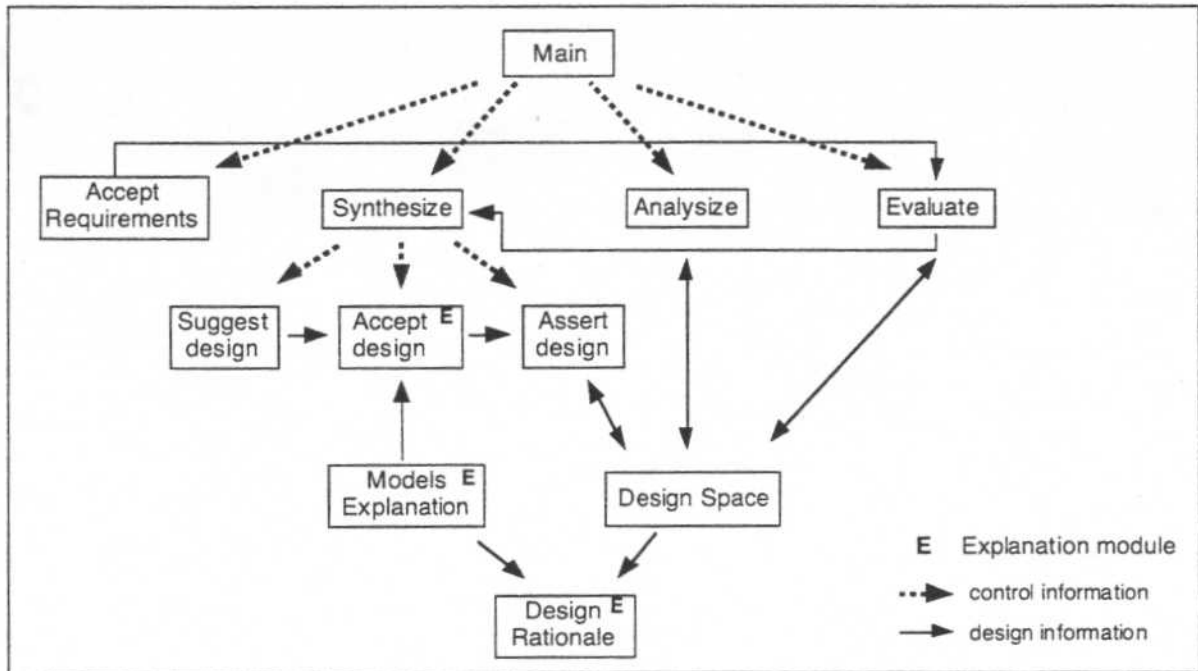 Main
Accept
Requirements
Synthesize
Analysize
Evaluate
Suggest
design
Accept E
design
Assert
design
Models E
Explanation
Design Space
Design E
Rationale
E Explanation module
control information
design information